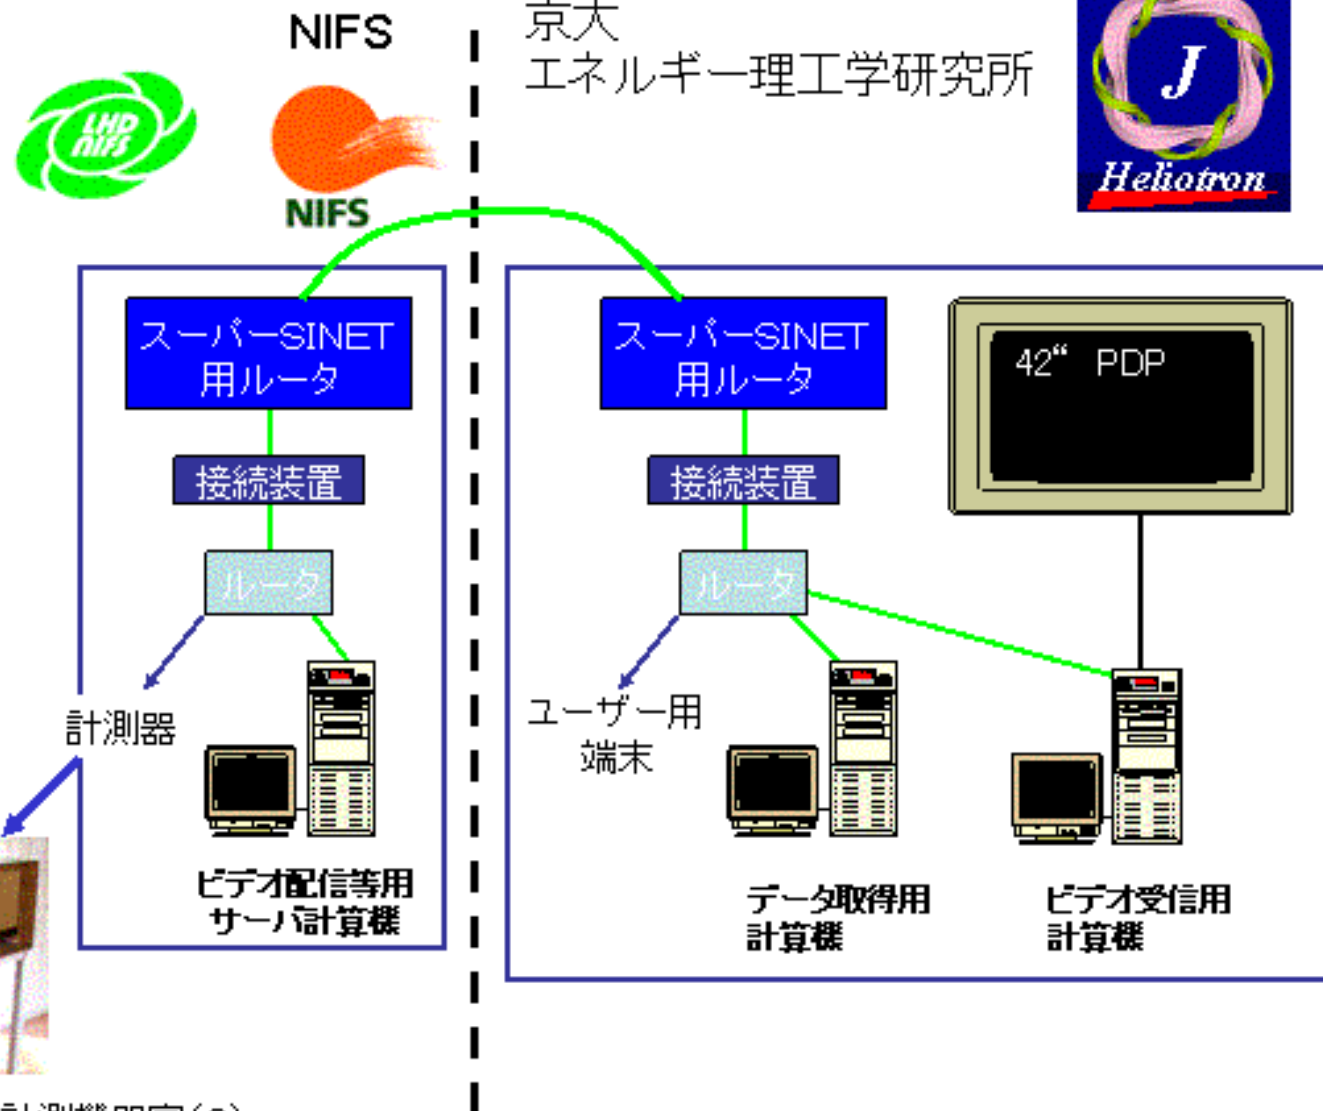 NIFS
京大
エネルギー理工学研究所
LHD
NIFS
NIFS
J
Heliotron
スーパーSINET
用ルータ
接続装置
ルータ
計測器
ビデオ配信等用
サーバ計算機
スーパーSINET
用ルータ
接続装置
ルータ
ユーザー用
端末
42“ PDP
データ取得用
計算機
ビデオ受信用
計算機